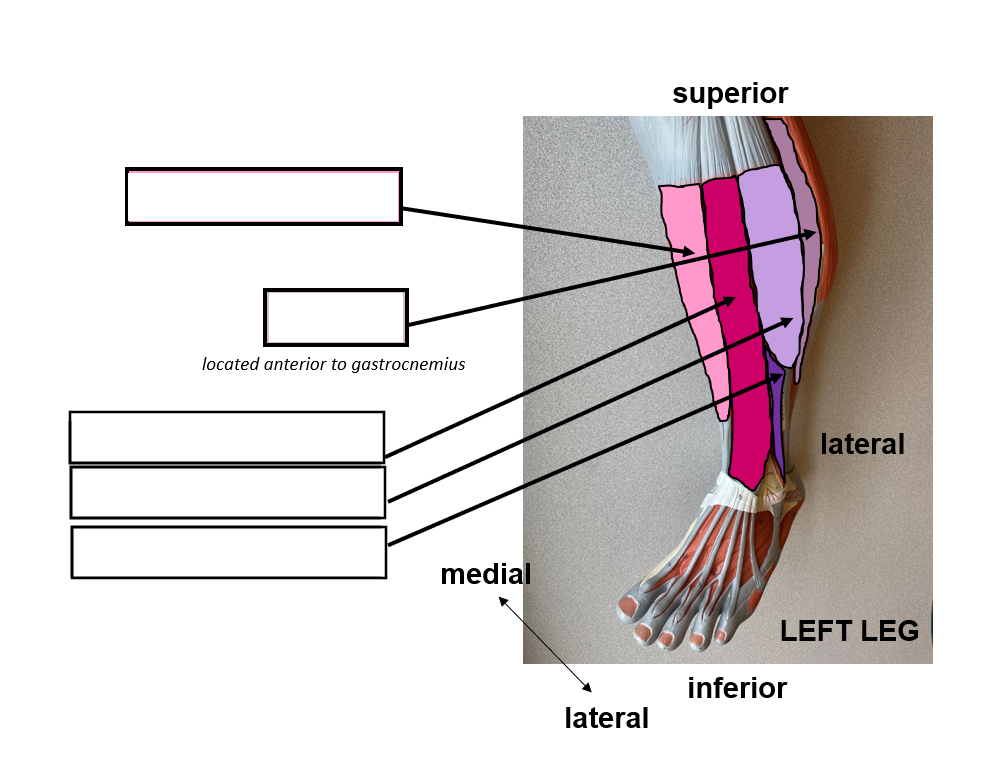 superior
located anterior to gastrocnemius
lateral
medial
LEFT LEG
inferior
lateral